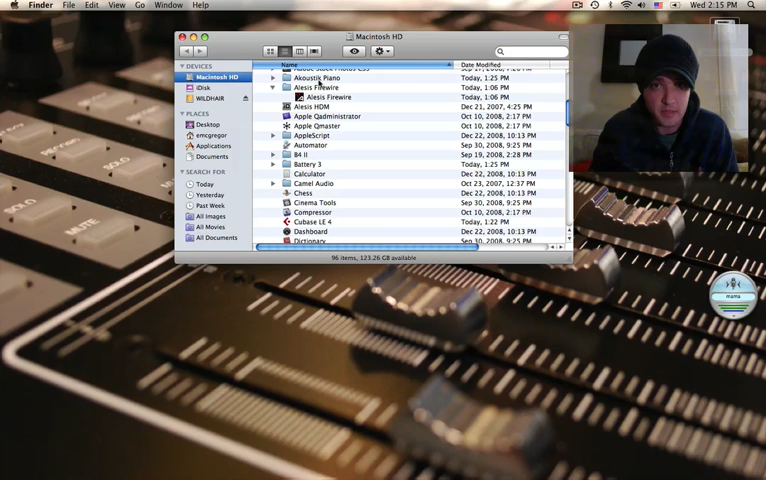 Finder File Edit View Go Window Help
Wed 2:15 PM
Macintosh HD
Name Date Modified
DEVICES
Macintosh HD
iDisk
WILDHAIR
PLACES
Desktop
emcgregor
Applications
Documents
SEARCH FOR
Today
Yesterday
Past Week
All Images
All Movies
All Documents
Akoustik Piano Today, 1:25 PM
Alesis Firewire Today, 1:06 PM
Alesis Firewire Today, 1:06 PM
Alesis HDM Dec 21, 2007, 4:25 PM
Apple Qadministrator Oct 10, 2008, 2:17 PM
Apple Qmaster Oct 10, 2008, 2:17 PM
AppleScript Dec 22, 2008, 10:13 PM
Automator Sep 30, 2008, 9:25 PM
B4 II Sep 19, 2008, 2:28 PM
Battery 3 Today, 1:25 PM
Calculator Dec 22, 2008, 10:13 PM
Camel Audio Oct 23, 2007, 12:37 PM
Chess Dec 22, 2008, 10:13 PM
Cinema Tools Sep 30, 2008, 9:25 PM
Compressor Oct 10, 2008, 2:17 PM
Cubase LE 4 Today, 1:22 PM
Dashboard Dec 22, 2008, 10:13 PM
Dictionary Sep 30, 2008, 9:25 PM
96 items, 123.26 GB available
SOLO
MUTE
SOLO
mama